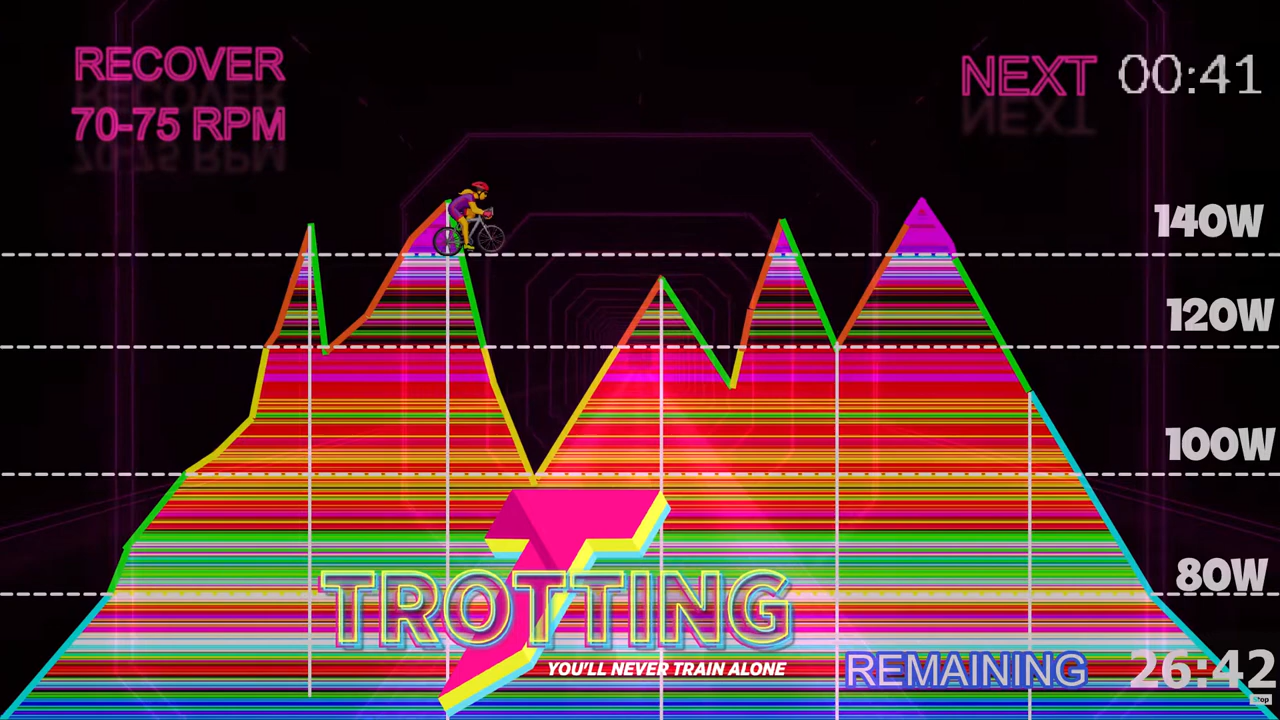 RECOVER
70-75 RPM
NEXT 00:41
140W
120W
100W
80W
TROTTING
YOU'LL NEVER TRAIN ALONE
REMAINING 26:42
Stop